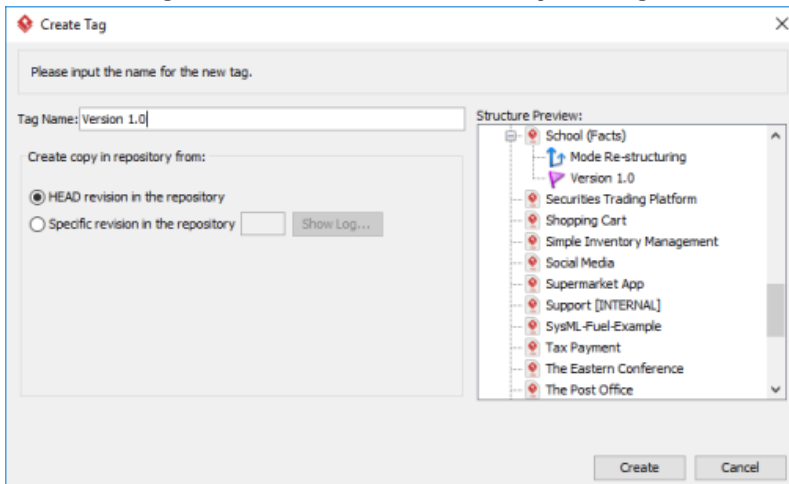 Create Tag
Please input the name for the new tag.
Tag Name: Version 1.0
Create copy in repository from:
HEAD revision in the repository
Specific revision in the repository
Show Log...
Structure Preview:
School (Facts)
Mode Re-structuring
Version 1.0
Securities Trading Platform
Shopping Cart
Simple Inventory Management
Social Media
Supermarket App
Support [INTERNAL]
SysML-Fuel-Example
Tax Payment
The Eastern Conference
The Post Office
Create
Cancel